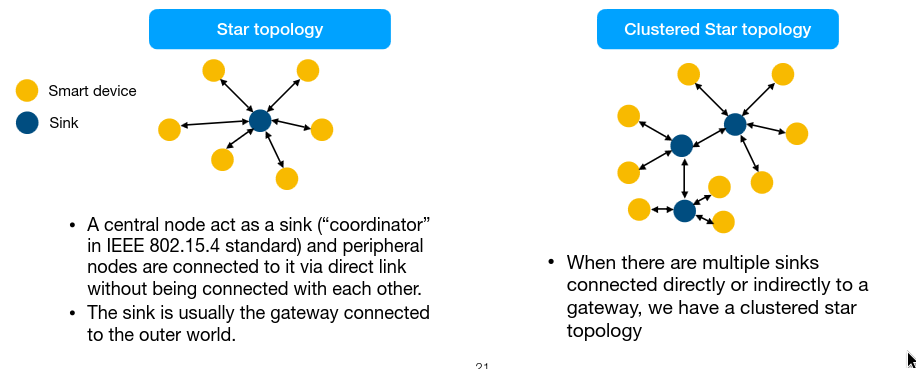 Star topology
Smart device
Sink
• A central node act as a sink (“coordinator”
in IEEE 802.15.4 standard) and peripheral
nodes are connected to it via direct link
without being connected with each other.
• The sink is usually the gateway connected
to the outer world.
Clustered Star topology
• When there are multiple sinks
connected directly or indirectly to a
gateway, we have a clustered star
topology
21